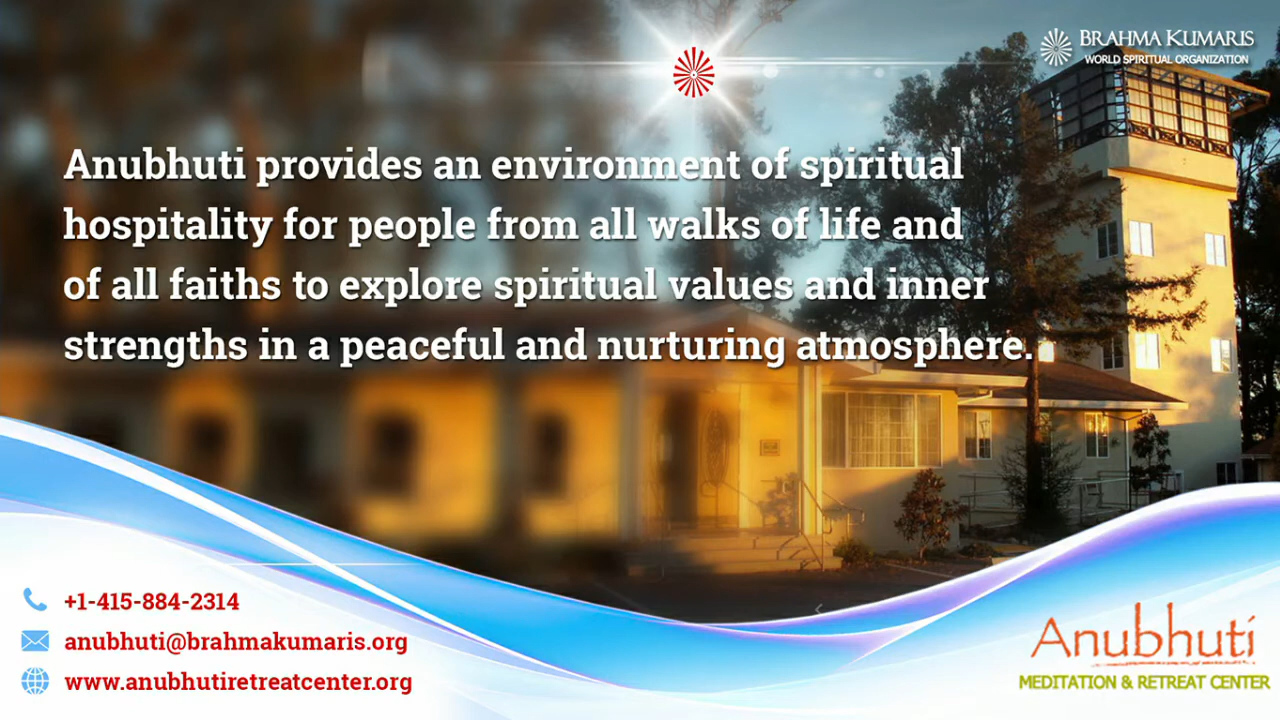 BRAHMA KUMARIS
WORLD SPIRITUAL ORGANIZATION
Anubhuti provides an environment of spiritual
hospitality for people from all walks of life and
of all faiths to explore spiritual values and inner
strengths in a peaceful and nurturing atmosphere.
+1-415-884-2314
anubhuti@brahmakumaris.org
www.anubhutiretreatcenter.org
Anubhuti
MEDITATION & RETREAT CENTER